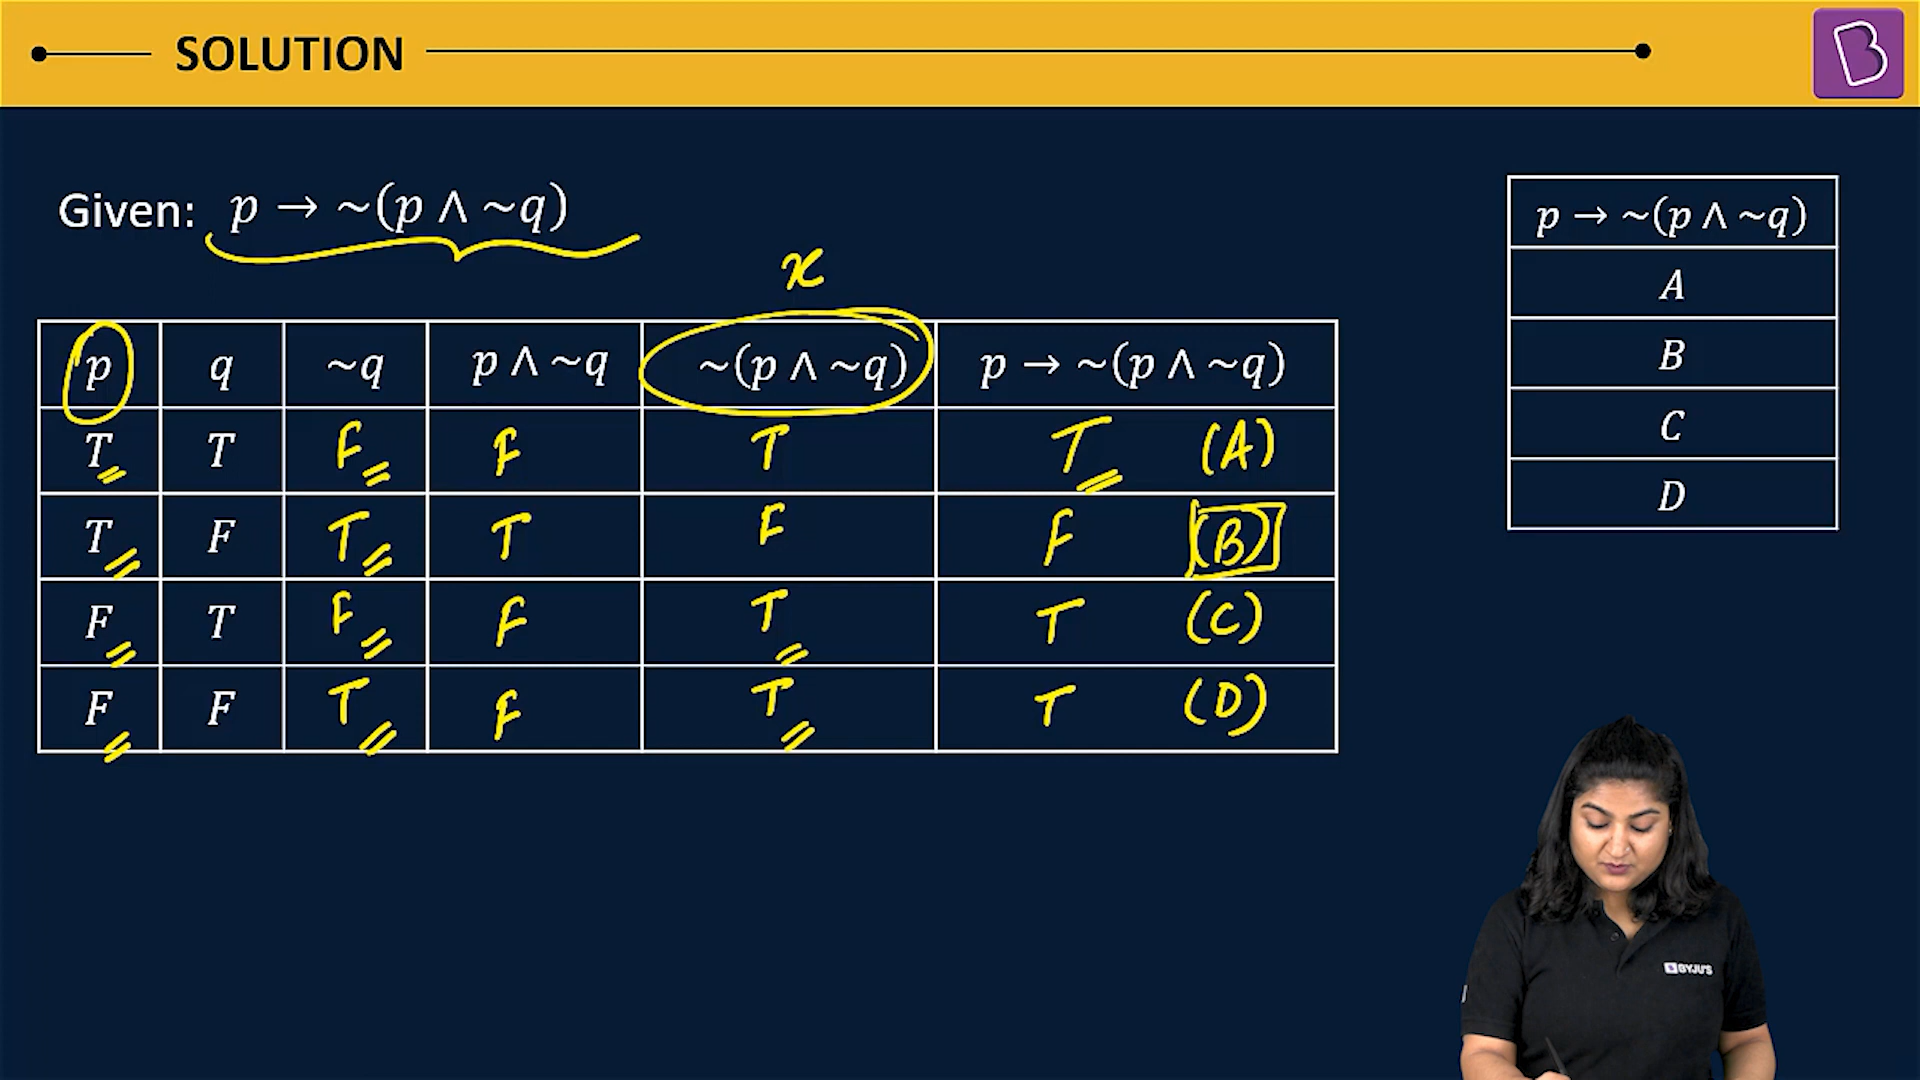 SOLUTION
B
Given: p → ~(p ∧ ~q)
x
p q ~q p ∧ ~q ~(p ∧ ~q) p → ~(p ∧ ~q)
T T F F T T (A)
T F T T F F (B)
F T F F T T (C)
F F T F T T (D)
p → ~(p ∧ ~q)
A
B
C
D
BYJU'S